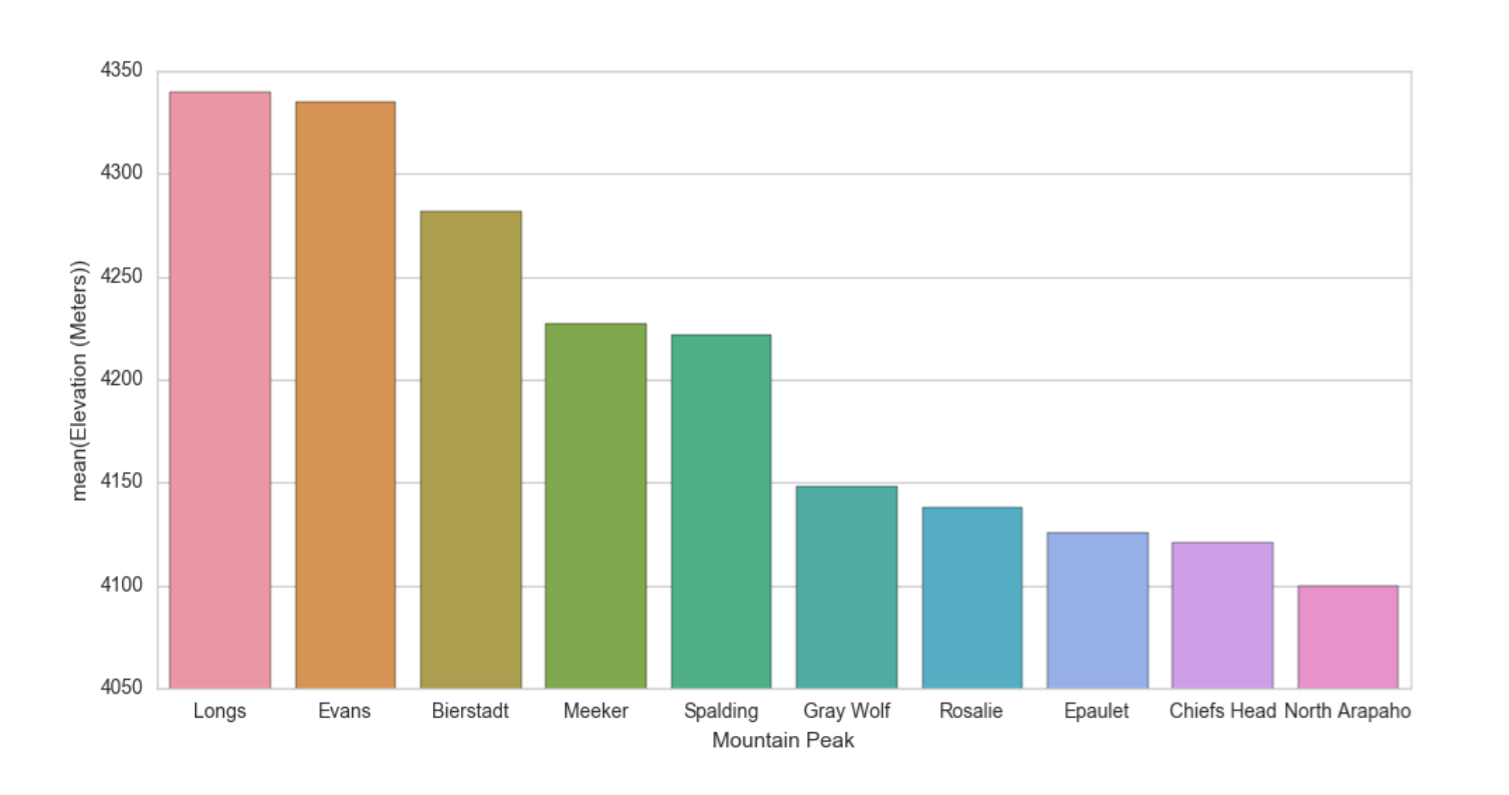 4350
4300
4250
4200
4150
4100
4050
mean(Elevation (Meters))
Longs Evans Bierstadt Meeker Spalding Gray Wolf Rosalie Epaulet Chiefs Head North Arapaho
Mountain Peak